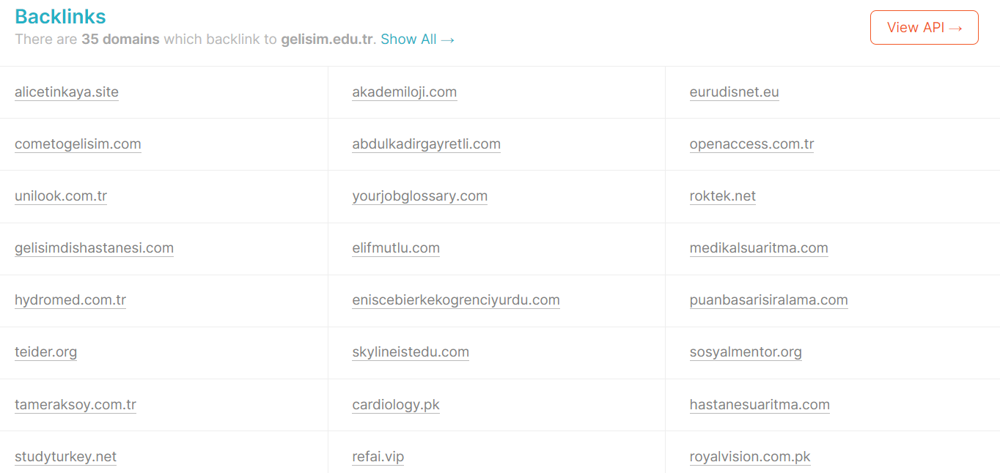 Backlinks
There are 35 domains which backlink to gelisim.edu.tr. Show All →
View API →
alicetinkaya.site
akademiloji.com
eurudisnet.eu
cometogelisim.com
abdulkadirgayretli.com
openaccess.com.tr
unilook.com.tr
yourjobglossary.com
roktek.net
gelisimdishastanesi.com
elifmutlu.com
medikalsuaritma.com
hydromed.com.tr
eniscebierkekogrenciyurdu.com
puanbasarisiralama.com
teider.org
skylineistedu.com
sosyalmentor.org
tameraksoy.com.tr
cardiology.pk
hastanesuaritma.com
studyturkey.net
refai.vip
royalvision.com.pk